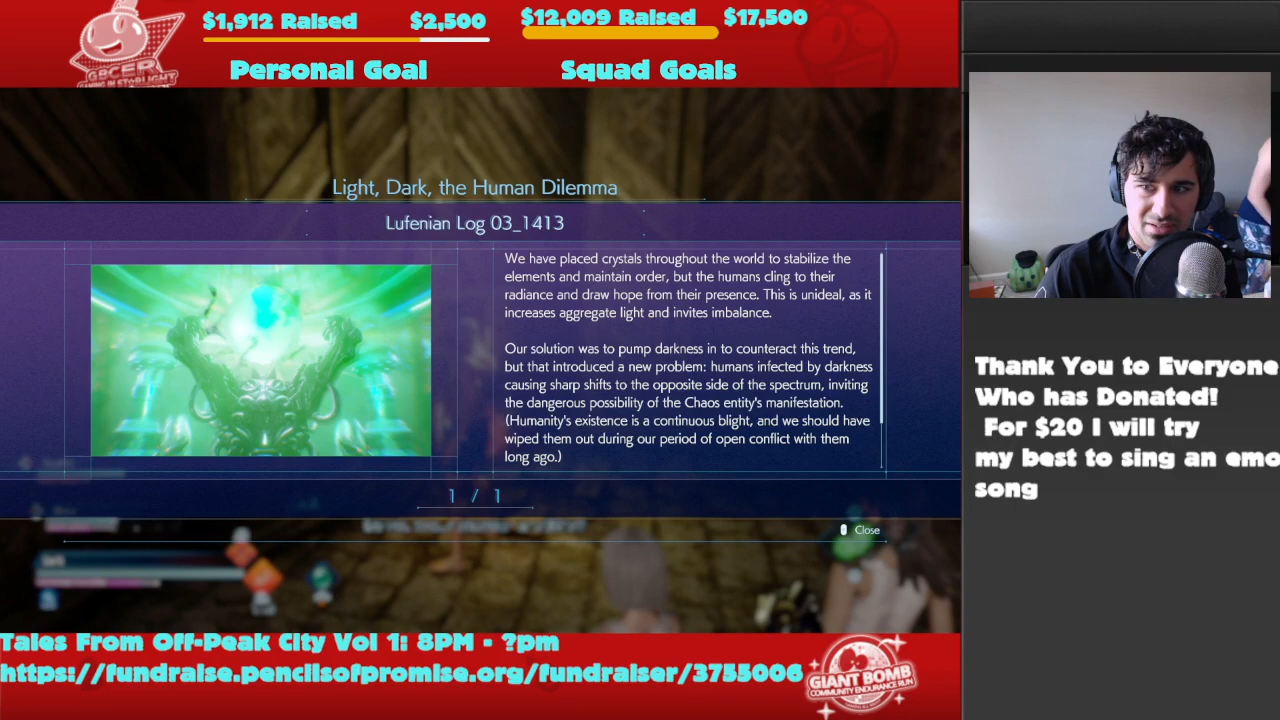 $1,912 Raised
$2,500
$12,009 Raised
$17,500
Personal Goal
Squad Goals
GBCER
GAMING IN STARLIGHT
Light, Dark, the Human Dilemma
Lufenian Log 03_1413
We have placed crystals throughout the world to stabilize the
elements and maintain order, but the humans cling to their
radiance and draw hope from their presence. This is unideal, as it
increases aggregate light and invites imbalance.
Our solution was to pump darkness in to counteract this trend,
but that introduced a new problem: humans infected by darkness
causing sharp shifts to the opposite side of the spectrum, inviting
the dangerous possibility of the Chaos entity's manifestation.
(Humanity's existence is a continuous blight, and we should have
wiped them out during our period of open conflict with them
long ago.)
1 / 1
Close
Thank You to Everyone
Who has Donated!
For $20 I will try
my best to sing an emo
song
Tales From Off-Peak City Vol 1: 8PM - ?pm
https://fundraise.pencilsofpromise.org/fundraiser/3755006
GIANT BOMB
COMMUNITY ENDURANCE RUN